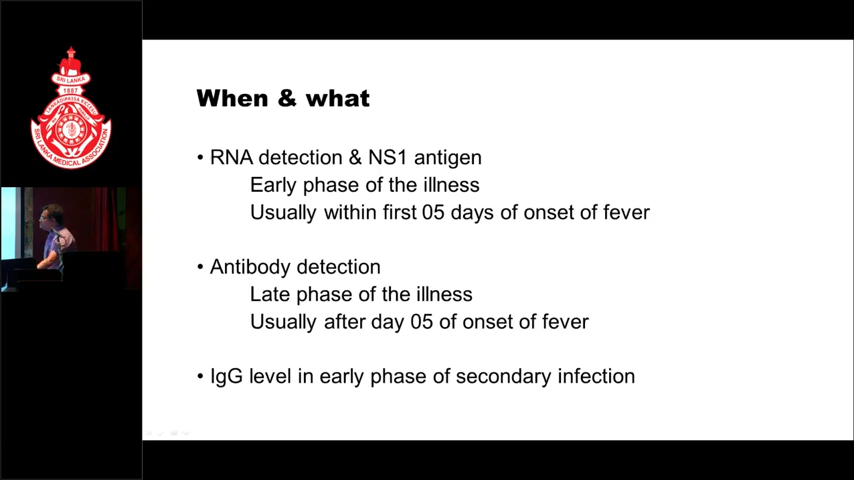 SRI LANKA
1887
SRI LANKA MEDICAL ASSOCIATION
When & what
• RNA detection & NS1 antigen
Early phase of the illness
Usually within first 05 days of onset of fever
• Antibody detection
Late phase of the illness
Usually after day 05 of onset of fever
• IgG level in early phase of secondary infection